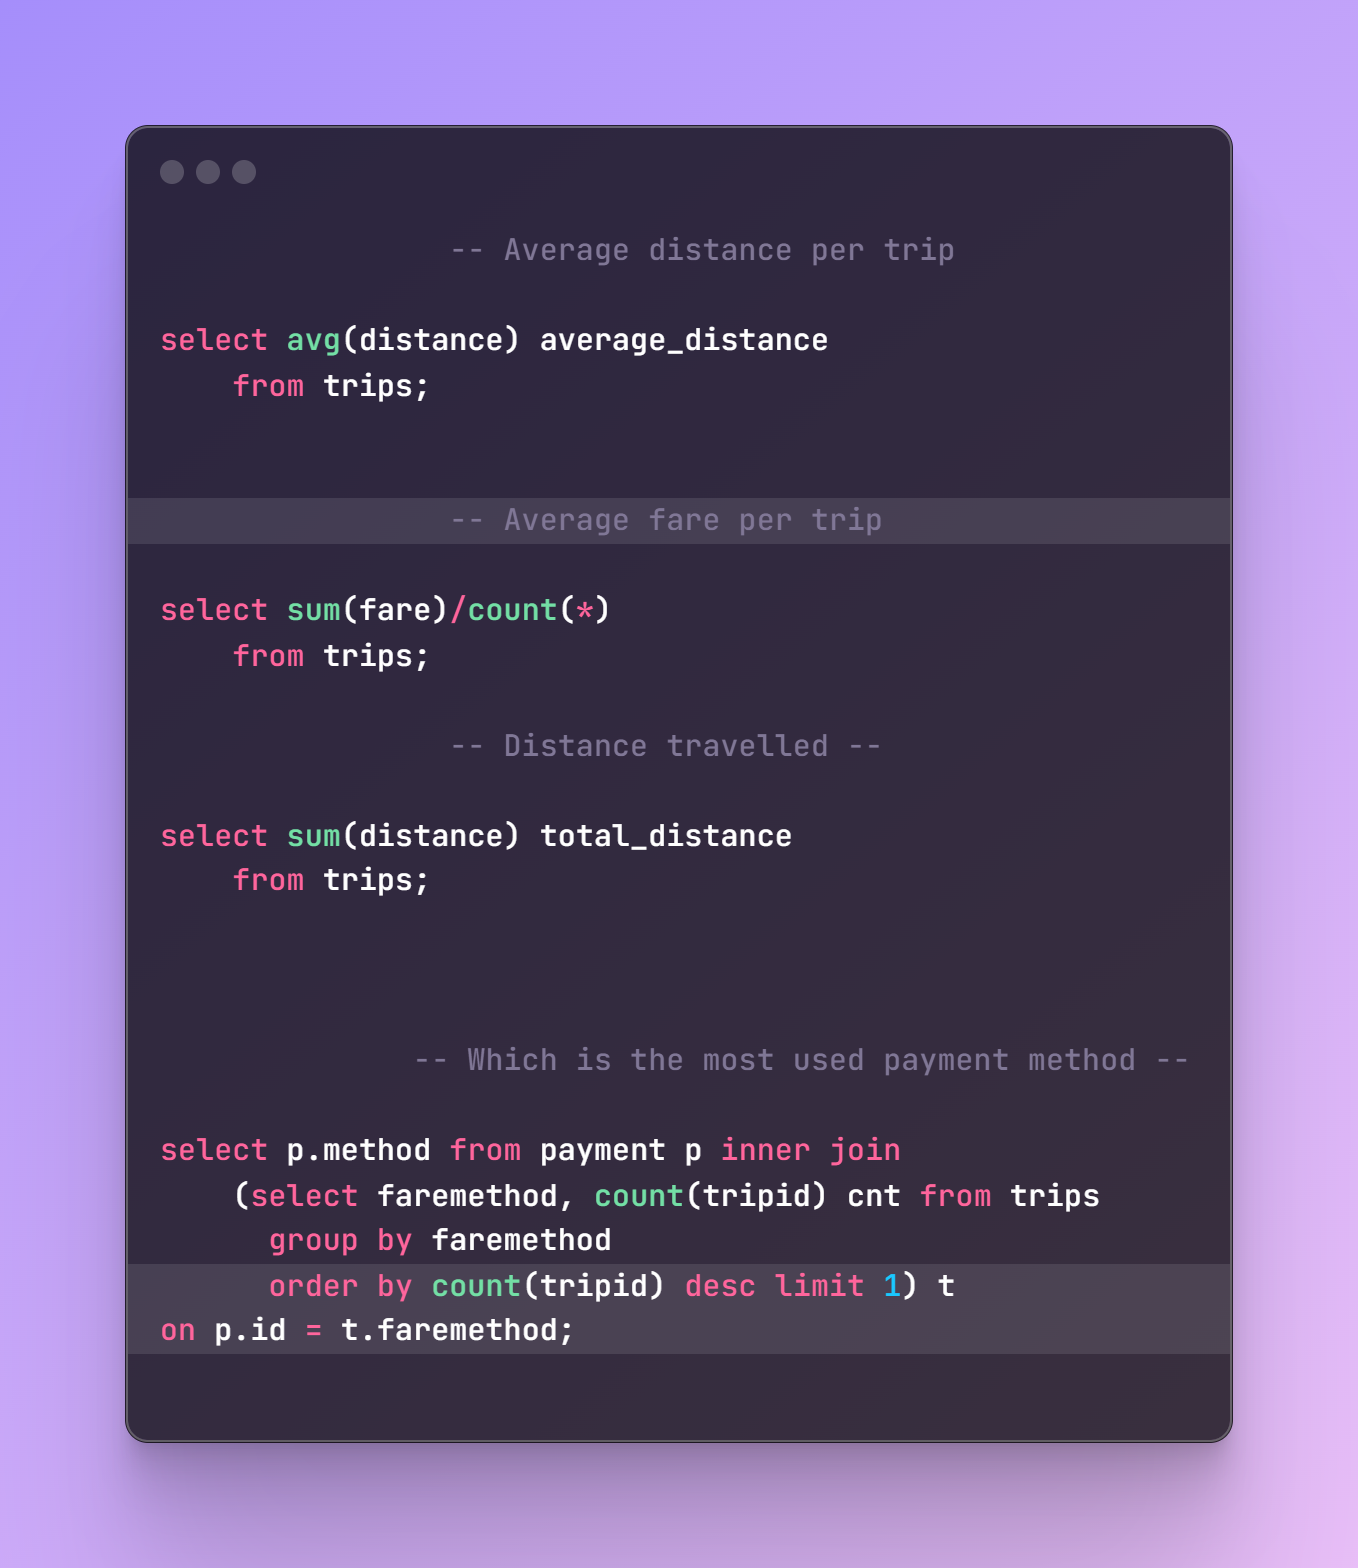 -- Average distance per trip
select avg(distance) average_distance
from trips;
-- Average fare per trip
select sum(fare)/count(*)
from trips;
-- Distance travelled --
select sum(distance) total_distance
from trips;
-- Which is the most used payment method --
select p.method from payment p inner join
(select faremethod, count(tripid) cnt from trips
group by faremethod
order by count(tripid) desc limit 1) t
on p.id = t.faremethod;